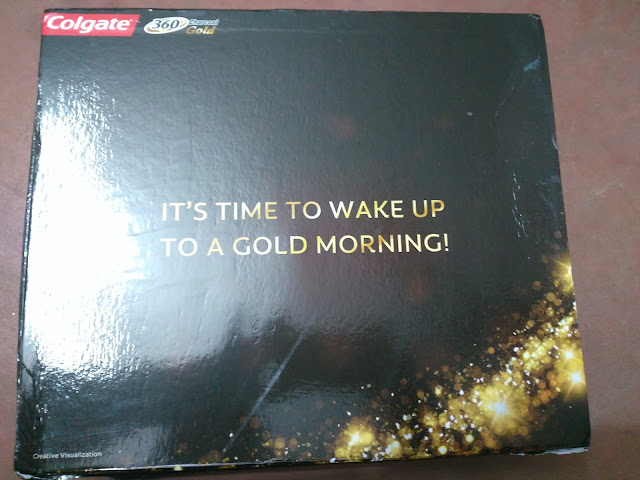 Colgate
360° Charcoal
Gold
IT'S TIME TO WAKE UP
TO A GOLD MORNING!
Creative Visualization